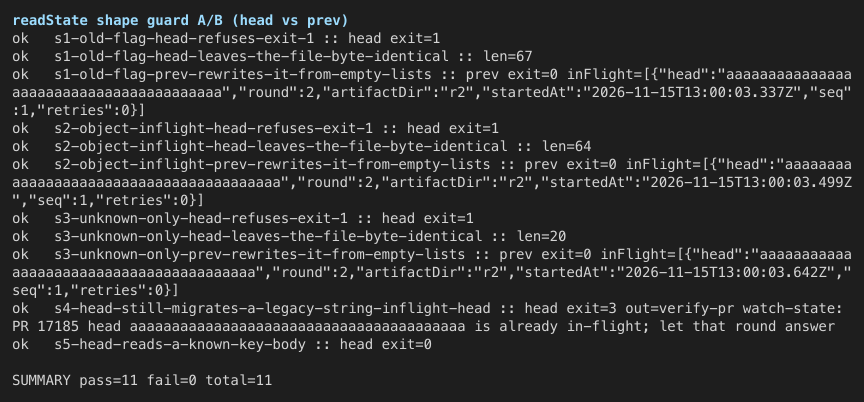 readState shape guard A/B (head vs prev)
ok   s1-old-flag-head-refuses-exit-1 :: head exit=1
ok   s1-old-flag-head-leaves-the-file-byte-identical :: len=67
ok   s1-old-flag-prev-rewrites-it-from-empty-lists :: prev exit=0 inFlight=[{"head":"aaaaaaaaaaaaaaa
aaaaaaaaaaaaaaaaaaaaaaaaa","round":2,"artifactDir":"r2","startedAt":"2026-11-15T13:00:03.337Z","seq"
:1,"retries":0}]
ok   s2-object-inflight-head-refuses-exit-1 :: head exit=1
ok   s2-object-inflight-head-leaves-the-file-byte-identical :: len=64
ok   s2-object-inflight-prev-rewrites-it-from-empty-lists :: prev exit=0 inFlight=[{"head":"aaaaaaaa
aaaaaaaaaaaaaaaaaaaaaaaaaaaaaaaa","round":2,"artifactDir":"r2","startedAt":"2026-11-15T13:00:03.499Z
","seq":1,"retries":0}]
ok   s3-unknown-only-head-refuses-exit-1 :: head exit=1
ok   s3-unknown-only-head-leaves-the-file-byte-identical :: len=20
ok   s3-unknown-only-prev-rewrites-it-from-empty-lists :: prev exit=0 inFlight=[{"head":"aaaaaaaaaaa
aaaaaaaaaaaaaaaaaaaaaaaaaaaaa","round":2,"artifactDir":"r2","startedAt":"2026-11-15T13:00:03.642Z","
seq":1,"retries":0}]
ok   s4-head-still-migrates-a-legacy-string-inflight-head :: head exit=3 out=verify-pr watch-state:
PR 17185 head aaaaaaaaaaaaaaaaaaaaaaaaaaaaaaaaaaaaaaaa is already in-flight; let that round answer
ok   s5-head-reads-a-known-key-body :: head exit=0
SUMMARY pass=11 fail=0 total=11